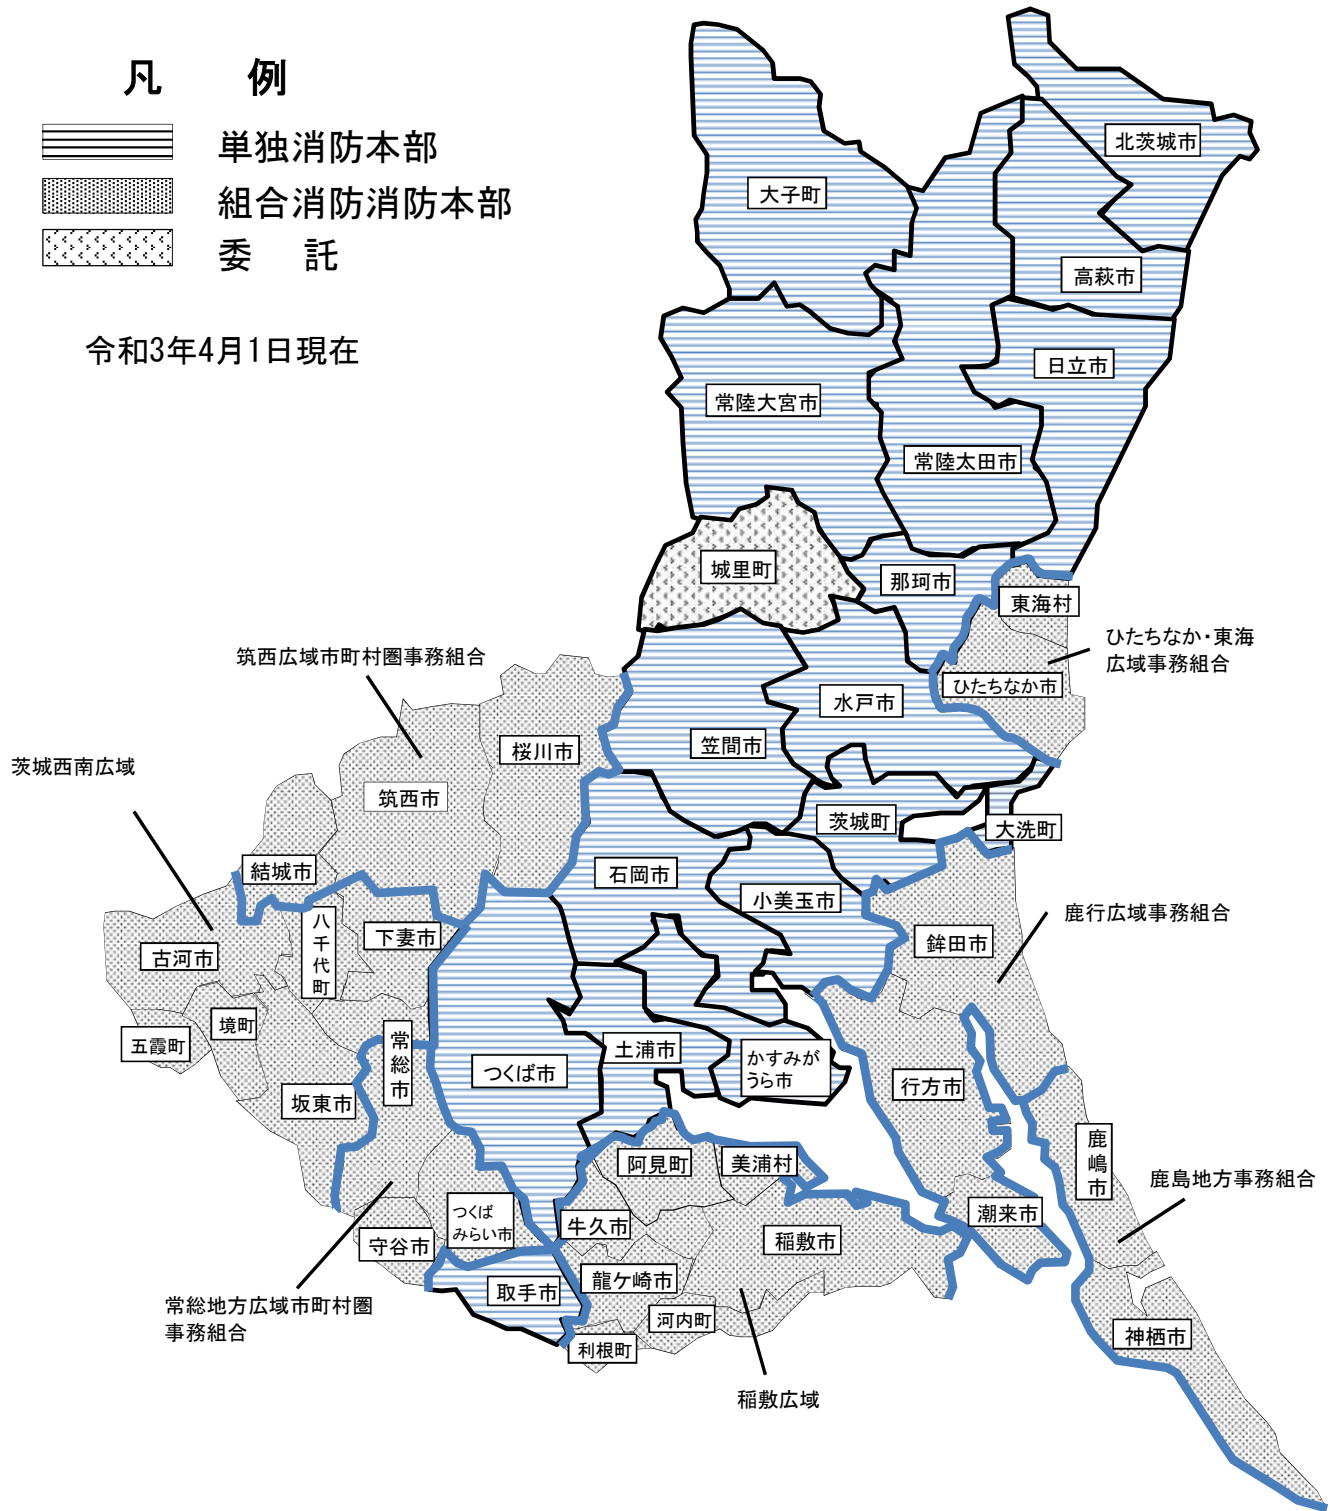 凡 例
単独消防本部
組合消防消防本部
委 託
令和3年4月1日現在
北茨城市
大子町
高萩市
日立市
常陸大宮市
常陸太田市
城里町
那珂市
東海村
ひたちなか・東海
広域事務組合
筑西広域市町村圏事務組合
ひたちなか市
水戸市
笠間市
桜川市
茨城西南広域
筑西市
茨城町
大洗町
結城市
石岡市
小美玉市
鹿行広域事務組合
八千代町
下妻市
鉾田市
古河市
境町
五霞町
常総市
土浦市
かすみが
うら市
つくば市
行方市
坂東市
鹿嶋市
阿見町
美浦村
鹿島地方事務組合
つくば
みらい市
牛久市
潮来市
守谷市
稲敷市
龍ケ崎市
取手市
常総地方広域市町村圏
事務組合
河内町
神栖市
利根町
稲敷広域